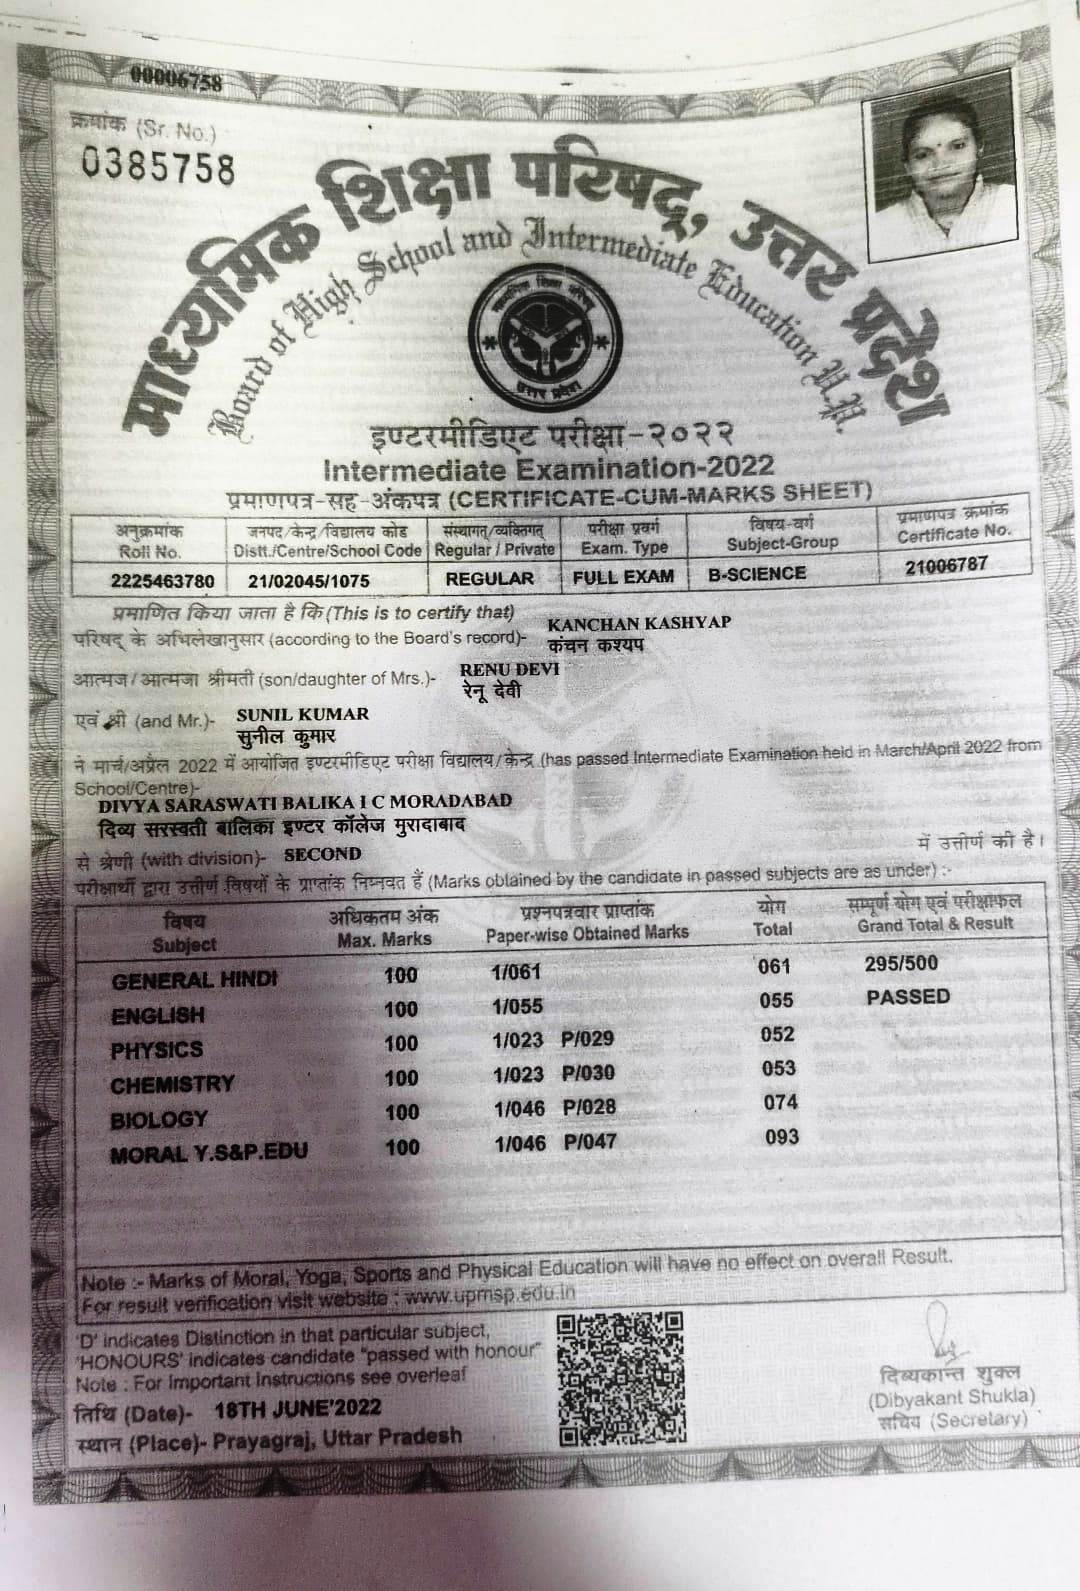 00006758
क्रमांक (Sr. No.)
0385758
माध्यमिक शिक्षा परिषद्, उत्तर प्रदेश
Board of High School and Intermediate Education U.P.
माध्यमिक शिक्षा परिषद्
उत्तर प्रदेश
इण्टरमीडिएट परीक्षा-२०२२
Intermediate Examination-2022
प्रमाणपत्र-सह-अंकपत्र (CERTIFICATE-CUM-MARKS SHEET)
अनुक्रमांक जनपद/केन्द्र/विद्यालय कोड संस्थागत/व्यक्तिगत परीक्षा प्रवर्ग विषय-वर्ग प्रमाणपत्र क्रमांक
Roll No. Distt./Centre/School Code Regular / Private Exam. Type Subject-Group Certificate No.
2225463780 21/02045/1075 REGULAR FULL EXAM B-SCIENCE 21006787
प्रमाणित किया जाता है कि (This is to certify that)
परिषद् के अभिलेखानुसार (according to the Board's record)- KANCHAN KASHYAP
कंचन कश्यप
आत्मज/आत्मजा श्रीमती (son/daughter of Mrs.)- RENU DEVI
रेनू देवी
एवं श्री (and Mr.)- SUNIL KUMAR
सुनील कुमार
ने मार्च/अप्रैल 2022 में आयोजित इण्टरमीडिएट परीक्षा विद्यालय/केन्द्र (has passed Intermediate Examination held in March/April 2022 from
School/Centre)-
DIVYA SARASWATI BALIKA I C MORADABAD
दिव्य सरस्वती बालिका इण्टर कॉलेज मुरादाबाद
से श्रेणी (with division)- SECOND में उत्तीर्ण की है।
परीक्षार्थी द्वारा उत्तीर्ण विषयों के प्राप्तांक निम्नवत हैं (Marks obtained by the candidate in passed subjects are as under) :-
विषय अधिकतम अंक प्रश्नपत्रवार प्राप्तांक योग सम्पूर्ण योग एवं परीक्षाफल
Subject Max. Marks Paper-wise Obtained Marks Total Grand Total & Result
GENERAL HINDI 100 1/061 061 295/500
ENGLISH 100 1/055 055 PASSED
PHYSICS 100 1/023 P/029 052
CHEMISTRY 100 1/023 P/030 053
BIOLOGY 100 1/046 P/028 074
MORAL Y.S&P.EDU 100 1/046 P/047 093
Note :- Marks of Moral, Yoga, Sports and Physical Education will have no effect on overall Result.
For result verification visit website : www.upmsp.edu.in
'D' indicates Distinction in that particular subject,
'HONOURS' indicates candidate "passed with honour"
Note : For Important Instructions see overleaf
तिथि (Date)- 18TH JUNE'2022
स्थान (Place)- Prayagraj, Uttar Pradesh
दिव्यकान्त शुक्ल
(Dibyakant Shukla)
सचिव (Secretary)